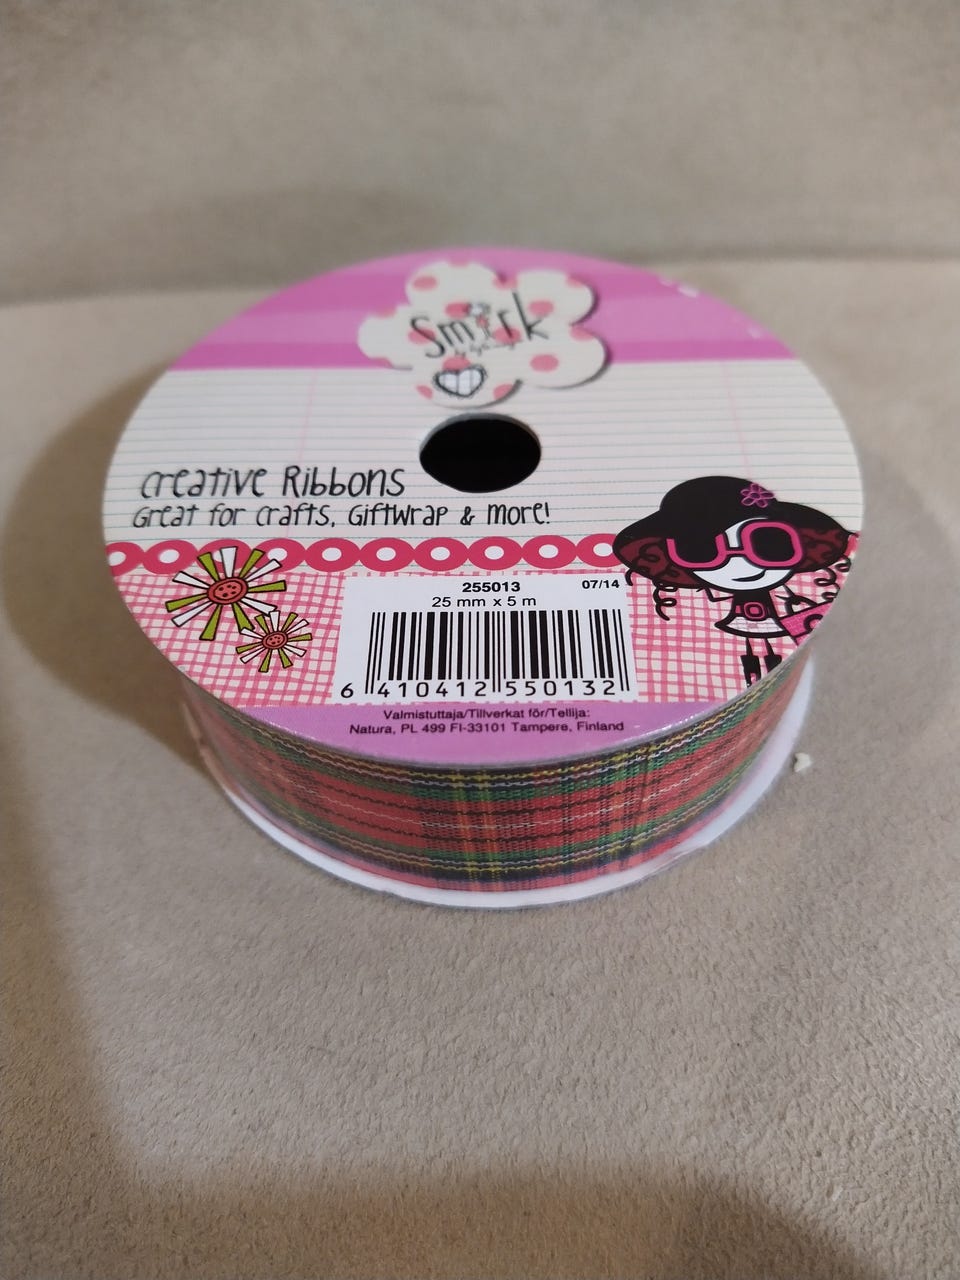 Smirk
Creative Ribbons
Great for crafts, Giftwrap & more!
255013 07/14
25 mm x 5 m
6 410412 550132
Valmistuttaja/Tillverkat för/Tellija:
Natura, PL 499 FI-33101 Tampere, Finland